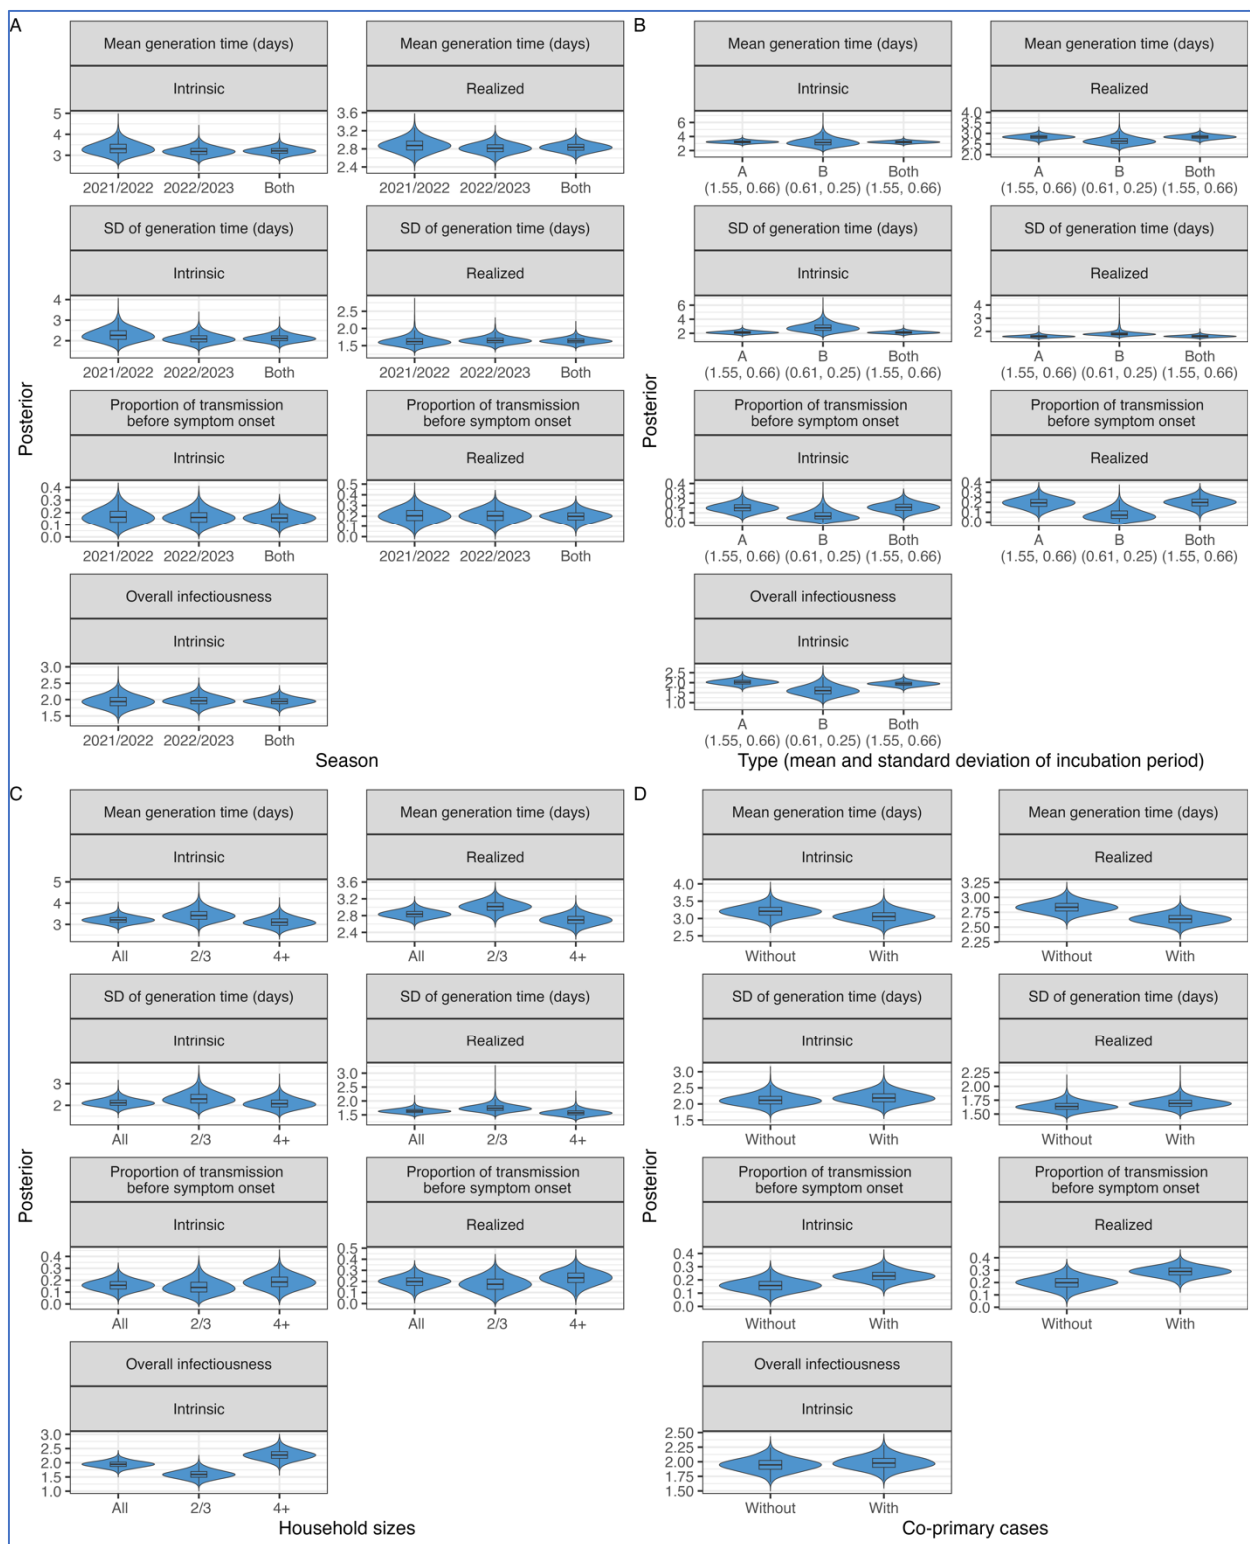 A
Mean generation time (days)
Intrinsic
5
4
3
2021/2022 2022/2023 Both
Mean generation time (days)
Realized
3.6
3.2
2.8
2.4
2021/2022 2022/2023 Both
SD of generation time (days)
Intrinsic
4
3
2
2021/2022 2022/2023 Both
SD of generation time (days)
Realized
2.5
2.0
1.5
2021/2022 2022/2023 Both
Posterior
Proportion of transmission
before symptom onset
Intrinsic
0.4
0.3
0.2
0.1
0.0
2021/2022 2022/2023 Both
Proportion of transmission
before symptom onset
Realized
0.5
0.4
0.3
0.2
0.1
0.0
2021/2022 2022/2023 Both
Overall infectiousness
Intrinsic
3.0
2.5
2.0
1.5
2021/2022 2022/2023 Both
Season
B
Mean generation time (days)
Intrinsic
6
4
2
A B Both
(1.55, 0.66) (0.61, 0.25) (1.55, 0.66)
Mean generation time (days)
Realized
4.0
3.5
3.0
2.5
2.0
A B Both
(1.55, 0.66) (0.61, 0.25) (1.55, 0.66)
SD of generation time (days)
Intrinsic
6
4
2
A B Both
(1.55, 0.66) (0.61, 0.25) (1.55, 0.66)
SD of generation time (days)
Realized
4
3
2
A B Both
(1.55, 0.66) (0.61, 0.25) (1.55, 0.66)
Posterior
Proportion of transmission
before symptom onset
Intrinsic
0.4
0.3
0.2
0.1
0.0
A B Both
(1.55, 0.66) (0.61, 0.25) (1.55, 0.66)
Proportion of transmission
before symptom onset
Realized
0.4
0.3
0.2
0.1
0.0
A B Both
(1.55, 0.66) (0.61, 0.25) (1.55, 0.66)
Overall infectiousness
Intrinsic
2.5
2.0
1.5
1.0
A B Both
(1.55, 0.66) (0.61, 0.25) (1.55, 0.66)
Type (mean and standard deviation of incubation period)
C
Mean generation time (days)
Intrinsic
5
4
3
All 2/3 4+
Mean generation time (days)
Realized
3.6
3.2
2.8
2.4
All 2/3 4+
SD of generation time (days)
Intrinsic
3
2
All 2/3 4+
SD of generation time (days)
Realized
3.0
2.5
2.0
1.5
All 2/3 4+
Posterior
Proportion of transmission
before symptom onset
Intrinsic
0.4
0.3
0.2
0.1
0.0
All 2/3 4+
Proportion of transmission
before symptom onset
Realized
0.5
0.4
0.3
0.2
0.1
0.0
All 2/3 4+
Overall infectiousness
Intrinsic
3.0
2.5
2.0
1.5
1.0
All 2/3 4+
Household sizes
D
Mean generation time (days)
Intrinsic
4.0
3.5
3.0
2.5
Without With
Mean generation time (days)
Realized
3.25
3.00
2.75
2.50
2.25
Without With
SD of generation time (days)
Intrinsic
3.0
2.5
2.0
1.5
Without With
SD of generation time (days)
Realized
2.25
2.00
1.75
1.50
Without With
Posterior
Proportion of transmission
before symptom onset
Intrinsic
0.4
0.3
0.2
0.1
0.0
Without With
Proportion of transmission
before symptom onset
Realized
0.4
0.3
0.2
0.1
0.0
Without With
Overall infectiousness
Intrinsic
2.50
2.25
2.00
1.75
1.50
Without With
Co-primary cases